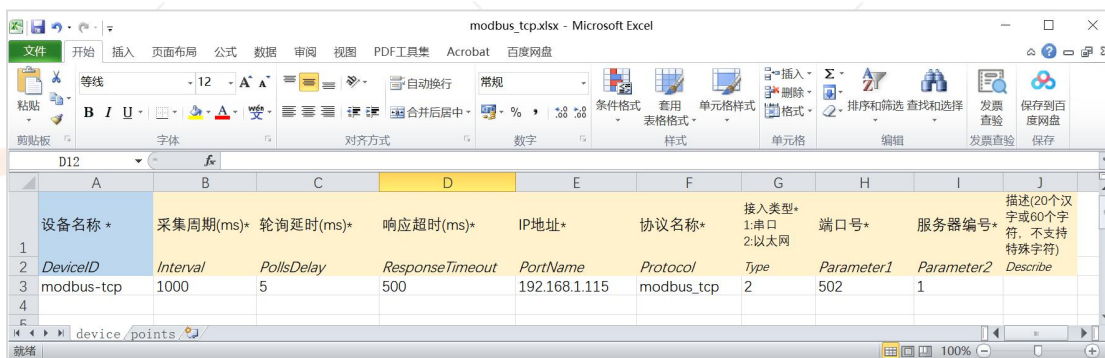 modbus_tcp.xlsx - Microsoft Excel
文件 开始 插入 页面布局 公式 数据 审阅 视图 PDF工具集 Acrobat 百度网盘
粘贴
等线 12 A A
自动换行
常规
B I U A wén
合并后居中
% ,
条件格式
套用
表格格式
单元格样式
插入
删除
格式
Σ
排序和筛选 查找和选择
发票
查验
保存到百
度网盘
剪贴板 字体 对齐方式 数字 样式 单元格 编辑 发票查验 保存
D12 fx
A B C D E F G H I J
1 设备名称 * 采集周期(ms)* 轮询延时(ms)* 响应超时(ms)* IP地址* 协议名称*
接入类型*
1:串口
2:以太网
端口号* 服务器编号*
描述(20个汉
字或60个字
符，不支持
特殊字符)
2 DeviceID Interval PollsDelay ResponseTimeout PortName Protocol Type Parameter1 Parameter2 Describe
3 modbus-tcp 1000 5 500 192.168.1.115 modbus_tcp 2 502 1
4
5
device points
就绪 100%